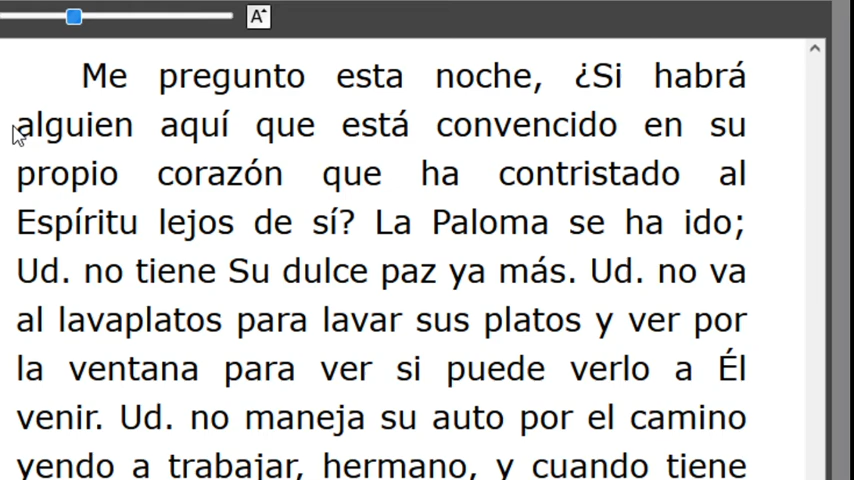 A
Me pregunto esta noche, ¿Si habrá
alguien aquí que está convencido en su
propio corazón que ha contristado al
Espíritu lejos de sí? La Paloma se ha ido;
Ud. no tiene Su dulce paz ya más. Ud. no va
al lavaplatos para lavar sus platos y ver por
la ventana para ver si puede verlo a Él
venir. Ud. no maneja su auto por el camino
yendo a trabajar, hermano, y cuando tiene